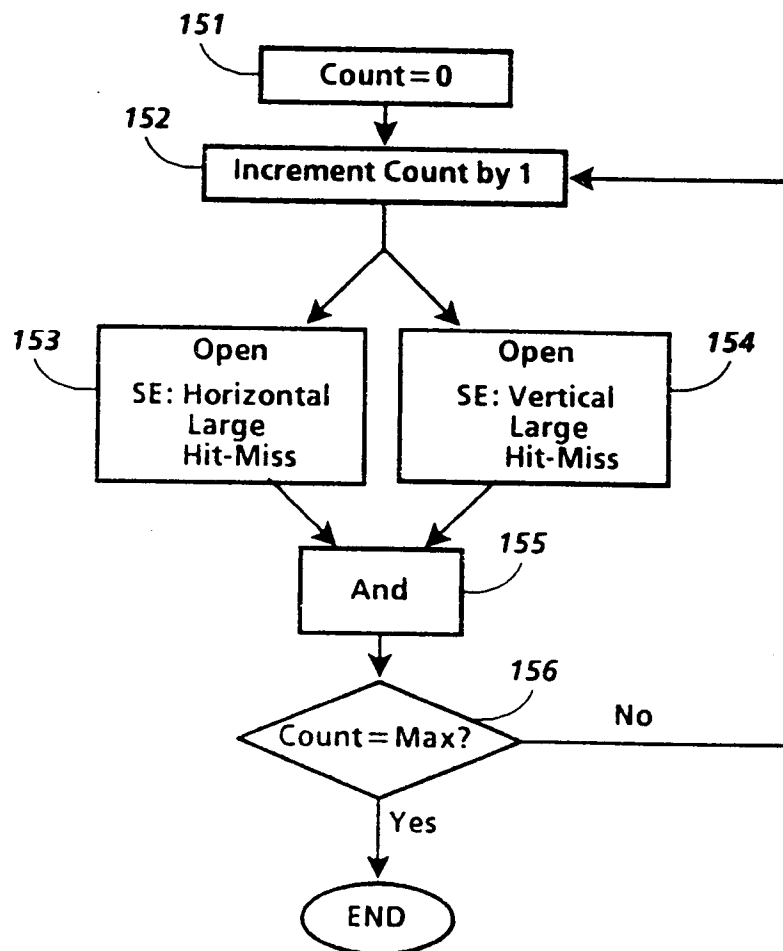 151
Count=0
152
Increment Count by 1
153
Open
SE: Horizontal
Large
Hit-Miss
154
Open
SE: Vertical
Large
Hit-Miss
155
And
156
Count=Max?
No
Yes
END